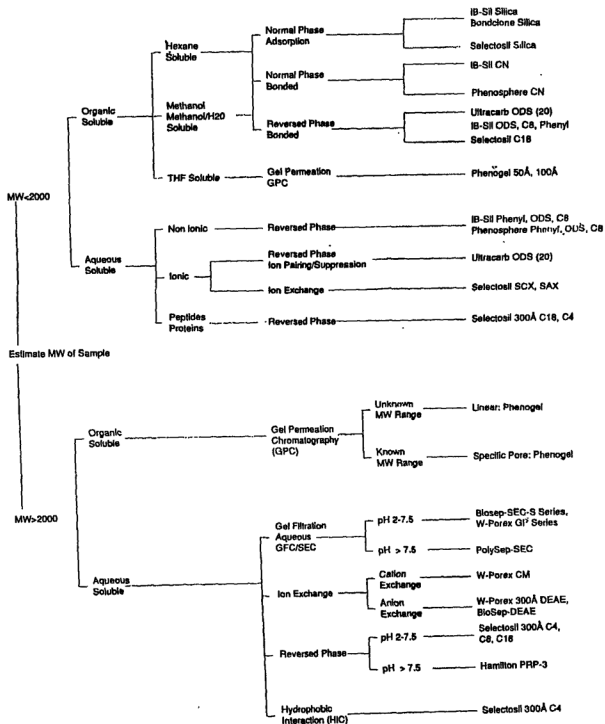 IB-Sil Silica
Bondclone Silica
Normal Phase
Adsorption
Hexane
Soluble
Selectosil Silica
IB-Sil CN
Normal Phase
Bonded
Phenosphere CN
Organic
Soluble
Methanol
Methanol/H20
Soluble
Ultracarb ODS (20)
Reversed Phase
Bonded
IB-Sil ODS, C8, Phenyl
Selectosil C18
THF Soluble
Gel Permeation
GPC
Phenogel 50Å, 100Å
MW<2000
Non Ionic
Reversed Phase
IB-Sil Phenyl, ODS, C8
Phenosphere Phenyl, ODS, C8
Aqueous
Soluble
Reversed Phase
Ion Pairing/Suppression
Ultracarb ODS (20)
Ionic
Ion Exchange
Selectosil SCX, SAX
Peptides
Proteins
Reversed Phase
Selectosil 300Å C18, C4
Estimate MW of Sample
Unknown
MW Range
Linear: Phenogel
Organic
Soluble
Gel Permeation
Chromatography
(GPC)
Known
MW Range
Specific Pore: Phenogel
MW>2000
Gel Filtration
Aqueous
GFC/SEC
pH 2-7.5
Biosep-SEC-S Series,
W-Porex GF Series
pH > 7.5
PolySep-SEC
Aqueous
Soluble
Ion Exchange
Cation
Exchange
W-Porex CM
Anion
Exchange
W-Porex 300Å DEAE,
BioSep-DEAE
Reversed Phase
pH 2-7.5
Selectosil 300Å C4,
C8, C18
pH > 7.5
Hamilton PRP-3
Hydrophobic
Interaction (HIC)
Selectosil 300Å C4